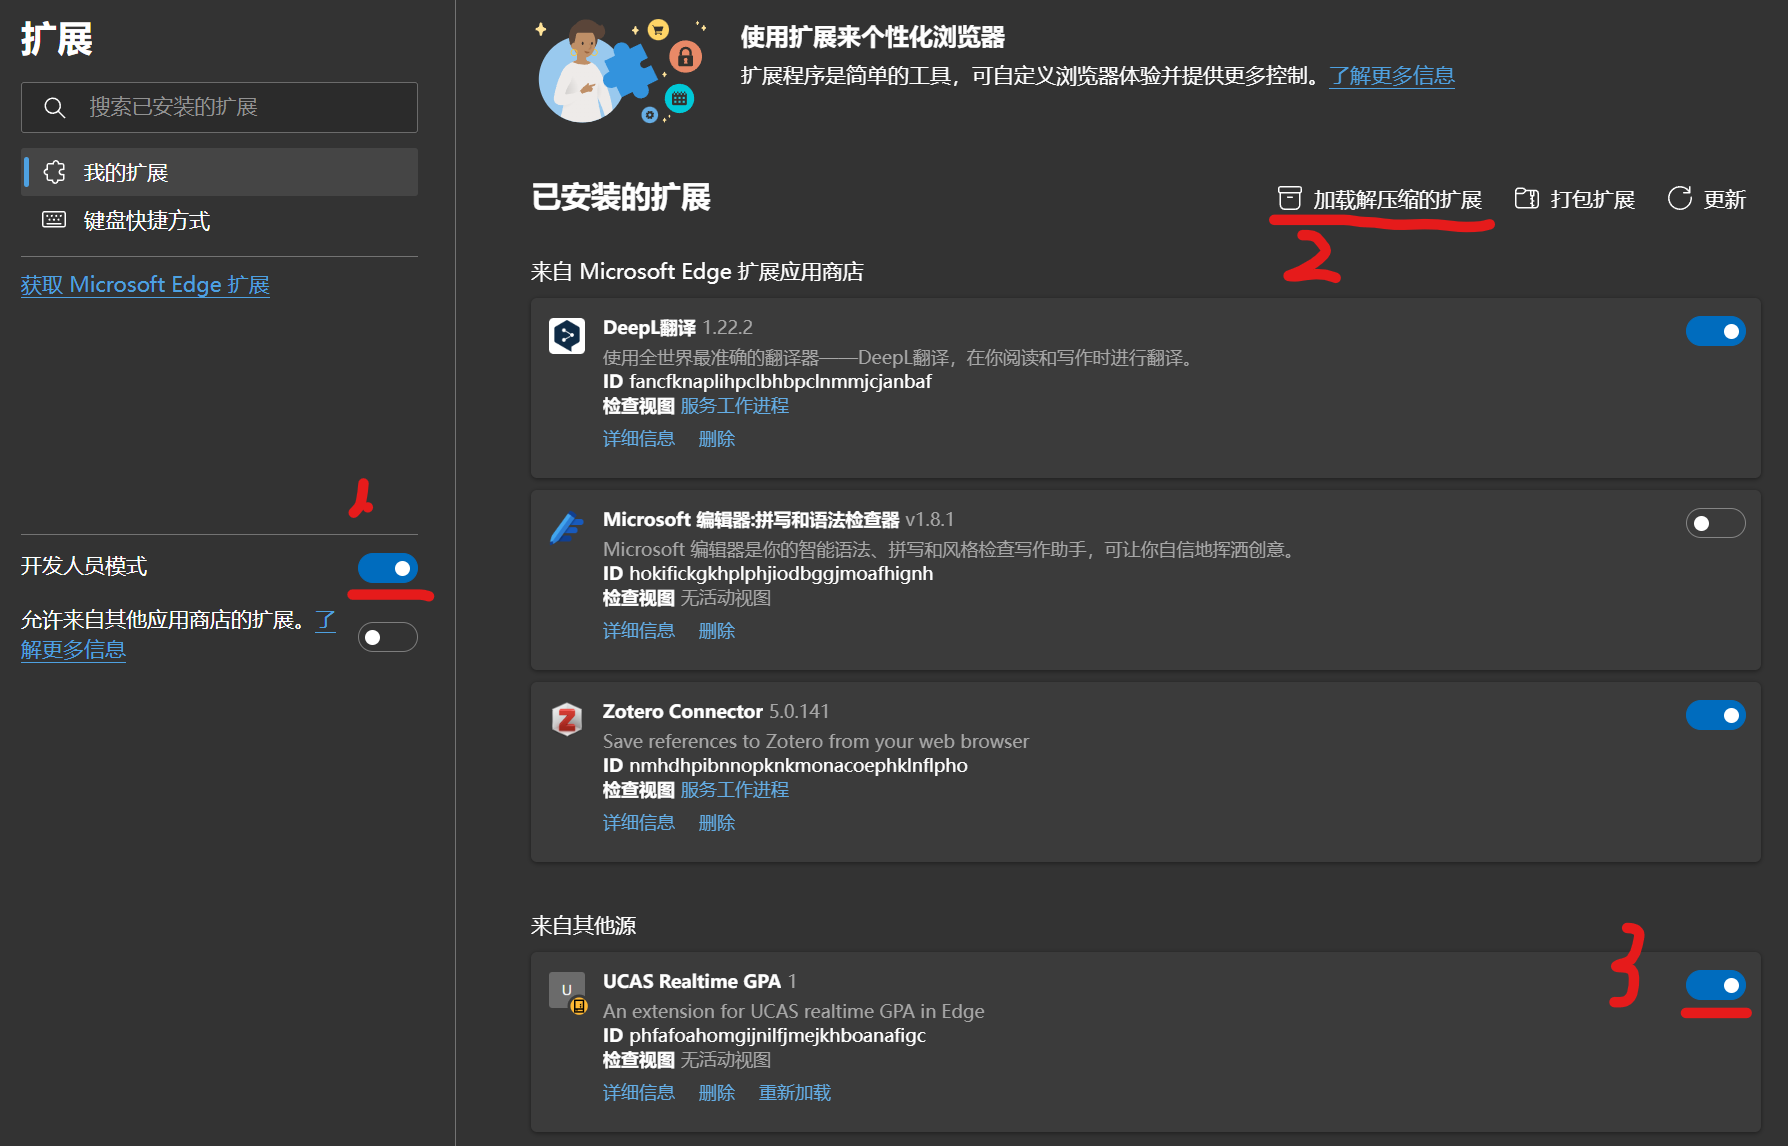 扩展
搜索已安装的扩展
我的扩展
键盘快捷方式
获取 Microsoft Edge 扩展
1
开发人员模式
允许来自其他应用商店的扩展。了
解更多信息
使用扩展来个性化浏览器
扩展程序是简单的工具，可自定义浏览器体验并提供更多控制。了解更多信息
已安装的扩展
加载解压缩的扩展
打包扩展
更新
2
来自 Microsoft Edge 扩展应用商店
DeepL翻译 1.22.2
使用全世界最准确的翻译器——DeepL翻译，在你阅读和写作时进行翻译。
ID fancfknaplihpclbhbpclnmmjcjanbaf
检查视图 服务工作进程
详细信息 删除
Microsoft 编辑器:拼写和语法检查器 v1.8.1
Microsoft 编辑器是你的智能语法、拼写和风格检查写作助手，可让你自信地挥洒创意。
ID hokifickgkhplphjiodbggjmoafhignh
检查视图 无活动视图
详细信息 删除
Z
Zotero Connector 5.0.141
Save references to Zotero from your web browser
ID nmhdhpibnnopknkmonacoephklnflpho
检查视图 服务工作进程
详细信息 删除
来自其他源
3
U
UCAS Realtime GPA 1
An extension for UCAS realtime GPA in Edge
ID phfafoahomgijnilfjmejkhboanafigc
检查视图 无活动视图
详细信息 删除 重新加载